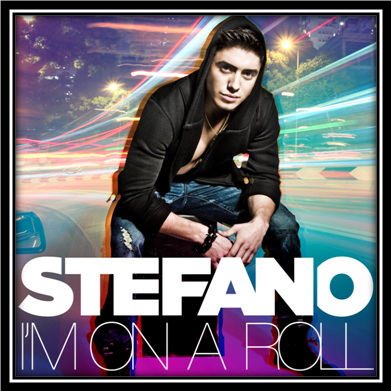 STEFANO
I'M ON A ROLL